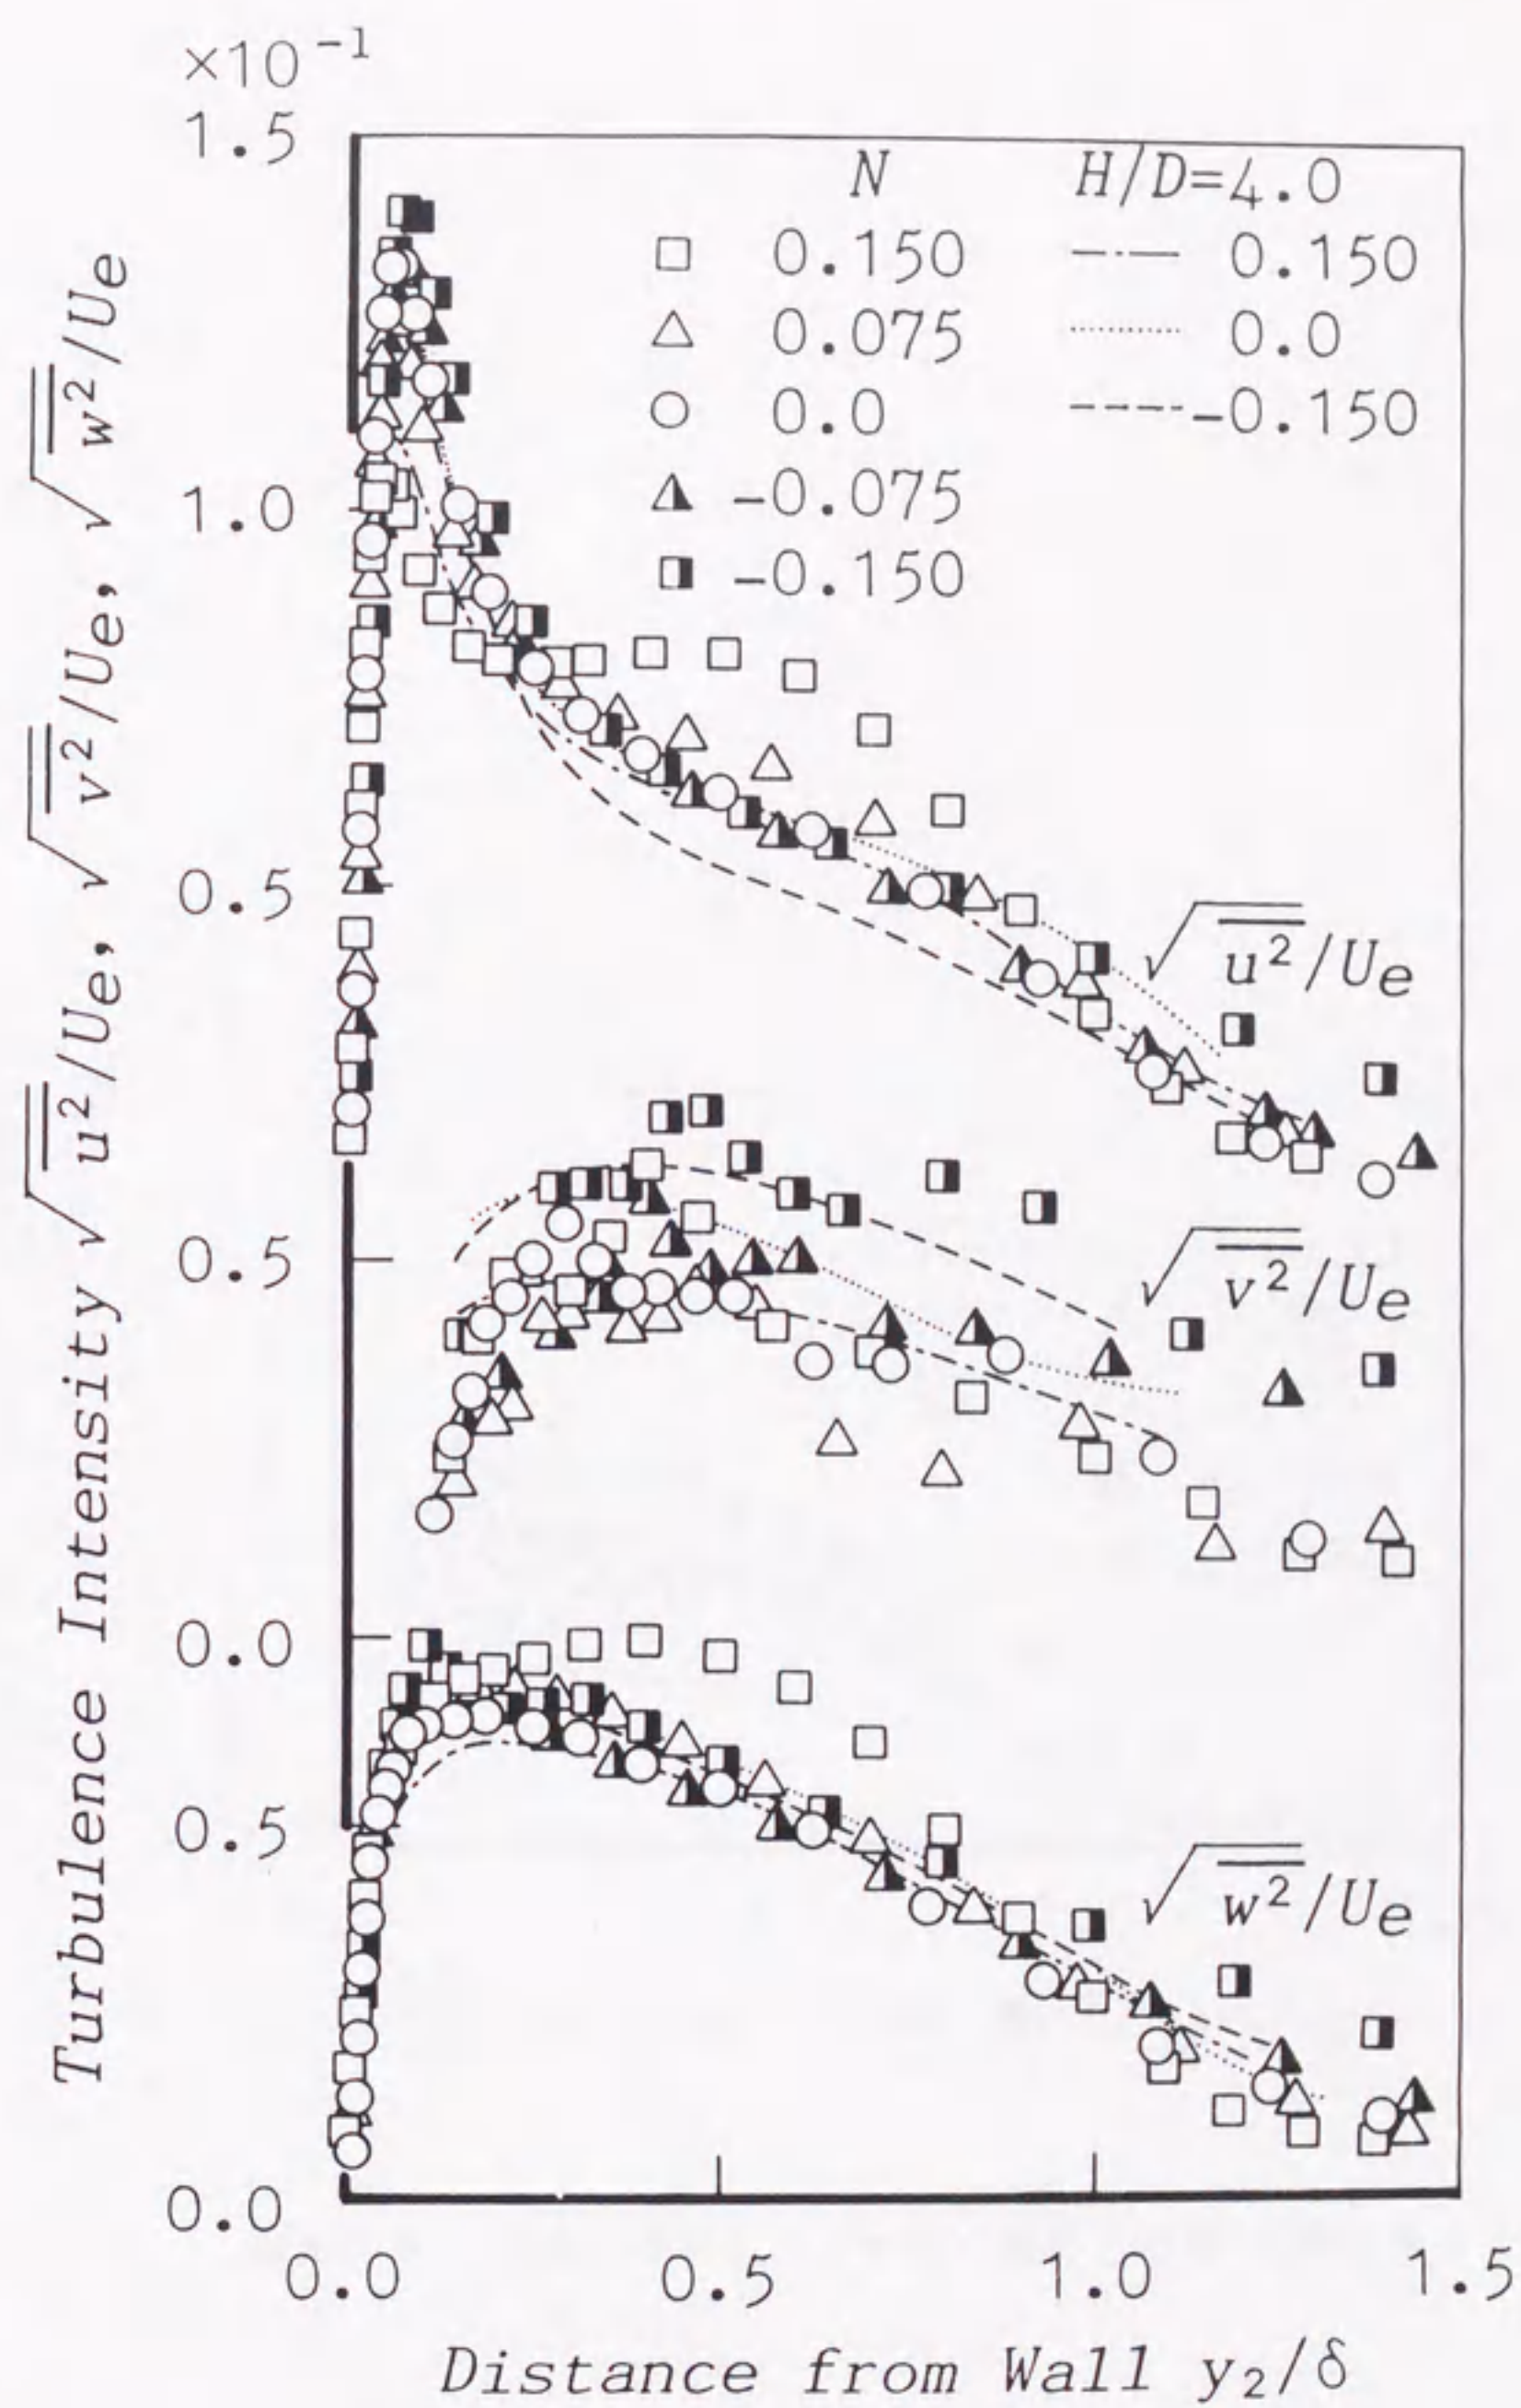 ×10⁻¹
1.5
N H/D=4.0
□ 0.150 —·— 0.150
△ 0.075 ········ 0.0
○ 0.0 ---- -0.150
◮ -0.075
◨ -0.150
1.0
0.5
√u²/Ue
0.5
√v²/Ue
0.0
0.5
√w²/Ue
0.0
0.0 0.5 1.0 1.5
Distance from Wall y₂/δ
Turbulence Intensity √u²/Ue, √v²/Ue, √w²/Ue